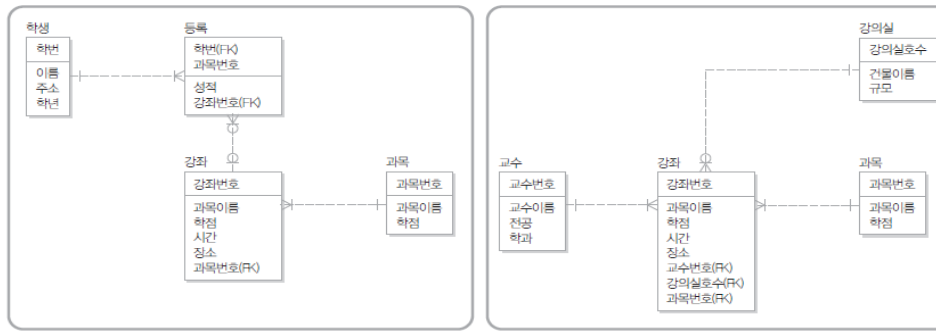 학생
학번
이름
주소
학년
등록
학번(FK)
과목번호
성적
강좌번호(FK)
강좌
강좌번호
과목이름
학점
시간
장소
과목번호(FK)
과목
과목번호
과목이름
학점
강의실
강의실호수
건물이름
규모
교수
교수번호
교수이름
전공
학과
강좌
강좌번호
과목이름
학점
시간
장소
교수번호(FK)
강의실호수(FK)
과목번호(FK)
과목
과목번호
과목이름
학점